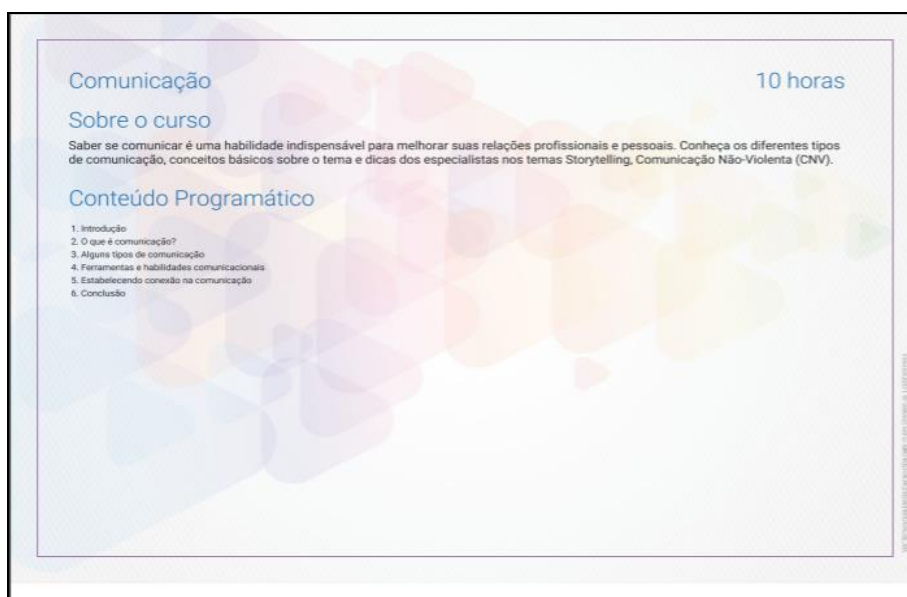 Comunicação 10 horas
Sobre o curso
Saber se comunicar é uma habilidade indispensável para melhorar suas relações profissionais e pessoais. Conheça os diferentes tipos
de comunicação, conceitos básicos sobre o tema e dicas dos especialistas nos temas Storytelling, Comunicação Não-Violenta (CNV).
Conteúdo Programático
1. Introdução
2. O que é comunicação?
3. Alguns tipos de comunicação
4. Ferramentas e habilidades comunicacionais
5. Estabelecendo conexão na comunicação
6. Conclusão